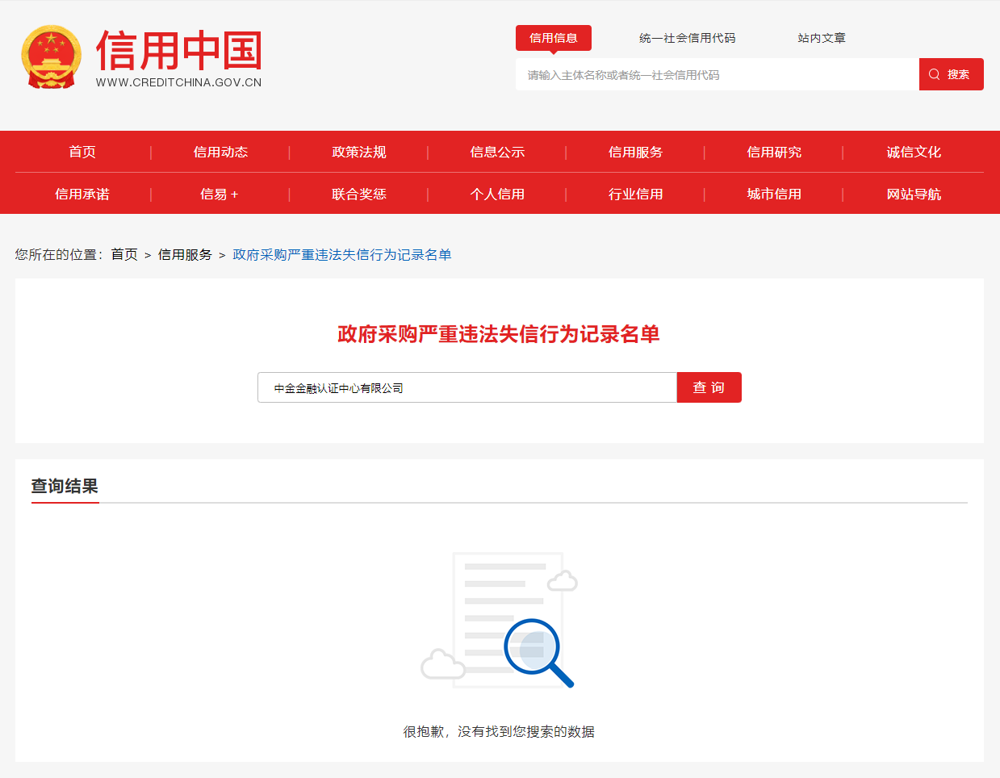 信用中国
WWW.CREDITCHINA.GOV.CN
信用信息 统一社会信用代码 站内文章
请输入主体名称或者统一社会信用代码 搜索
首页 | 信用动态 | 政策法规 | 信息公示 | 信用服务 | 信用研究 | 诚信文化
信用承诺 | 信易 + | 联合奖惩 | 个人信用 | 行业信用 | 城市信用 | 网站导航
您所在的位置：首页 > 信用服务 > 政府采购严重违法失信行为记录名单
政府采购严重违法失信行为记录名单
中金金融认证中心有限公司 查 询
查询结果
很抱歉，没有找到您搜索的数据